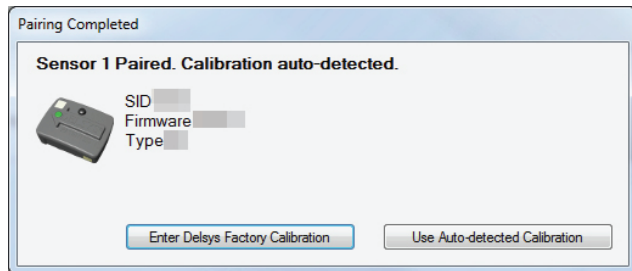 Pairing Completed
Sensor 1 Paired. Calibration auto-detected.
SID
Firmware
Type
Enter Delsys Factory Calibration
Use Auto-detected Calibration